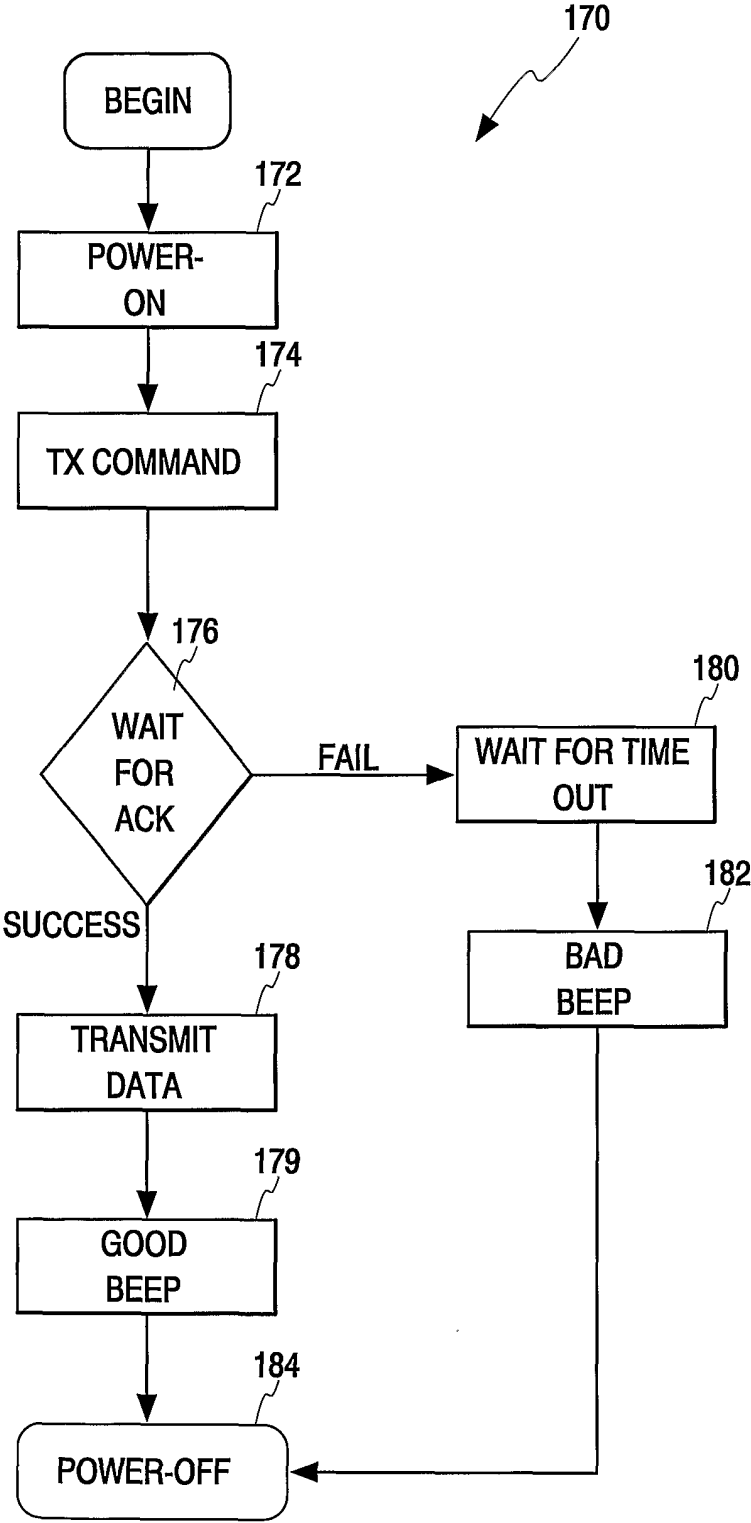 170
BEGIN
172
POWER-
ON
174
TX COMMAND
176
WAIT
FOR
ACK
FAIL
180
WAIT FOR TIME
OUT
182
BAD
BEEP
SUCCESS
178
TRANSMIT
DATA
179
GOOD
BEEP
184
POWER-OFF